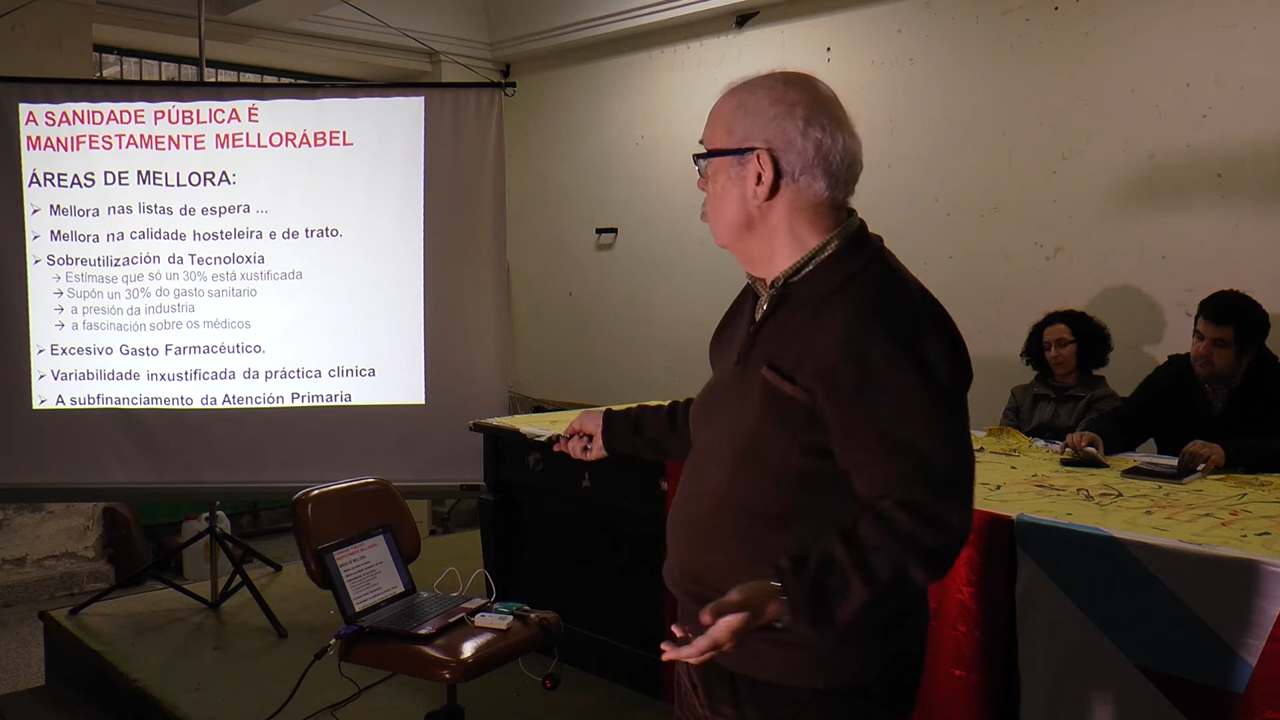 A SANIDADE PÚBLICA É
MANIFESTAMENTE MELLORÁBEL
ÁREAS DE MELLORA:
➢ Mellora nas listas de espera ...
➢ Mellora na calidade hosteleira e de trato.
➢ Sobreutilización da Tecnoloxía
→ Estímase que só un 30% está xustificada
→ Supón un 30% do gasto sanitario
→ a presión da industria
→ a fascinación sobre os médicos
➢ Excesivo Gasto Farmacéutico.
➢ Variabilidade inxustificada da práctica clínica
➢ A subfinanciamento da Atención Primaria